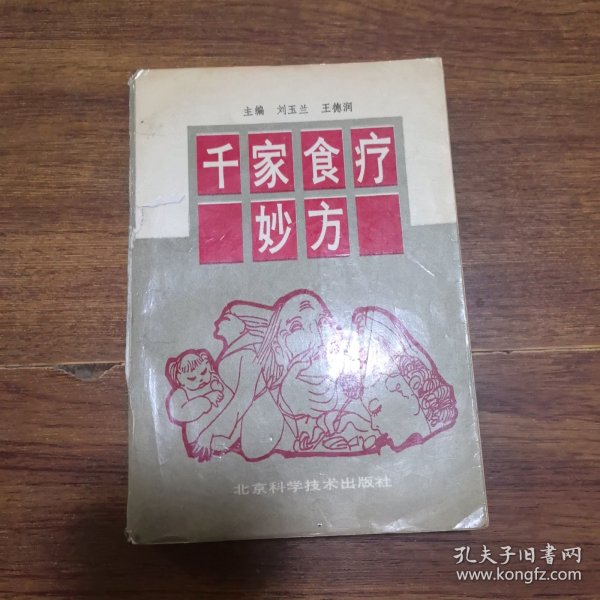 主编 刘玉兰 王德润
千家食疗
妙方
北京科学技术出版社
孔夫子旧书网
www.kongfz.com